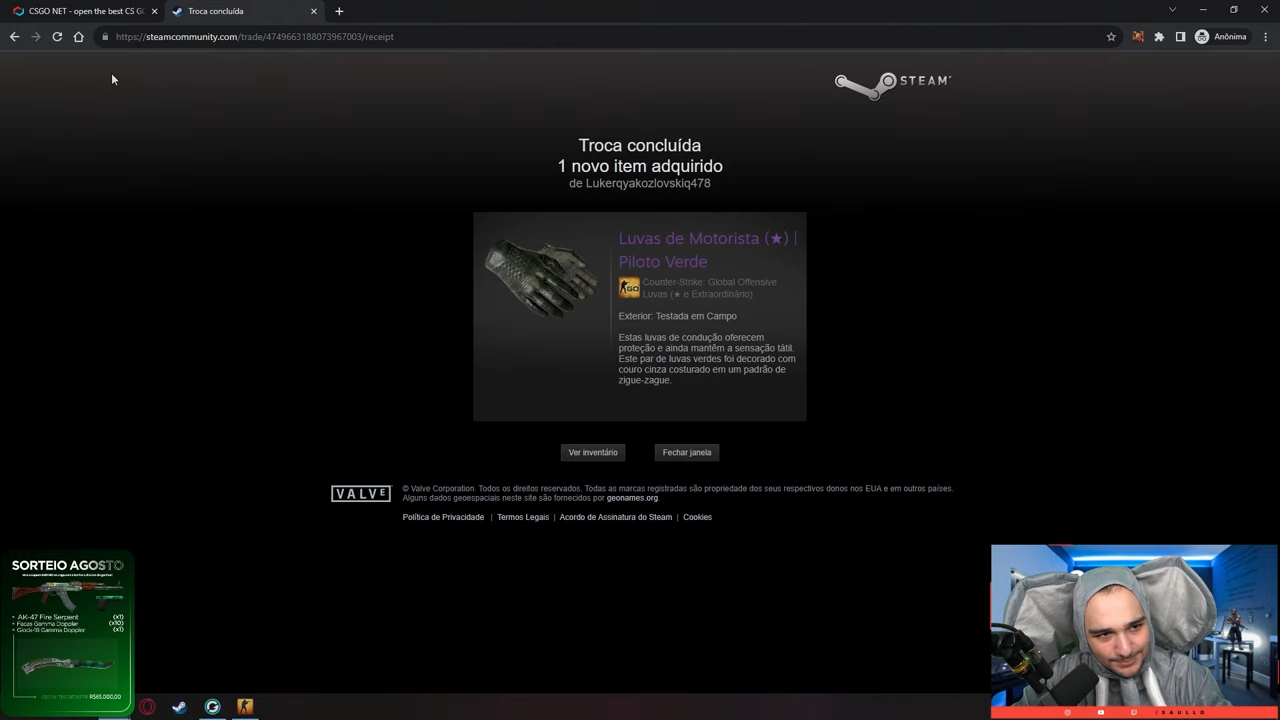 CSGO NET - open the best CS G
Troca concluída
https://steamcommunity.com/trade/4749663188073967003/receipt
Anônima
STEAM
Troca concluída
1 novo item adquirido
de Lukerqyakozlovskiq478
Luvas de Motorista (★) |
Piloto Verde
GO
Counter-Strike: Global Offensive
Luvas (★ e Extraordinário)
Exterior: Testada em Campo
Estas luvas de condução oferecem
proteção e ainda mantêm a sensação tátil.
Este par de luvas verdes foi decorado com
couro cinza costurado em um padrão de
zigue-zague.
Ver inventário
Fechar janela
VALVE
© Valve Corporation. Todos os direitos reservados. Todas as marcas registradas são propriedade dos seus respectivos donos nos EUA e em outros países.
Alguns dados geoespaciais neste site são fornecidos por geonames.org.
Política de Privacidade | Termos Legais | Acordo de Assinatura do Steam | Cookies
SORTEIO AGOSTO
- AK-47 Fire Serpent (x1)
- Facas Gamma Doppler (x10)
- Glock-18 Gamma Doppler (x1)
R$65.000,00
/SAULLO